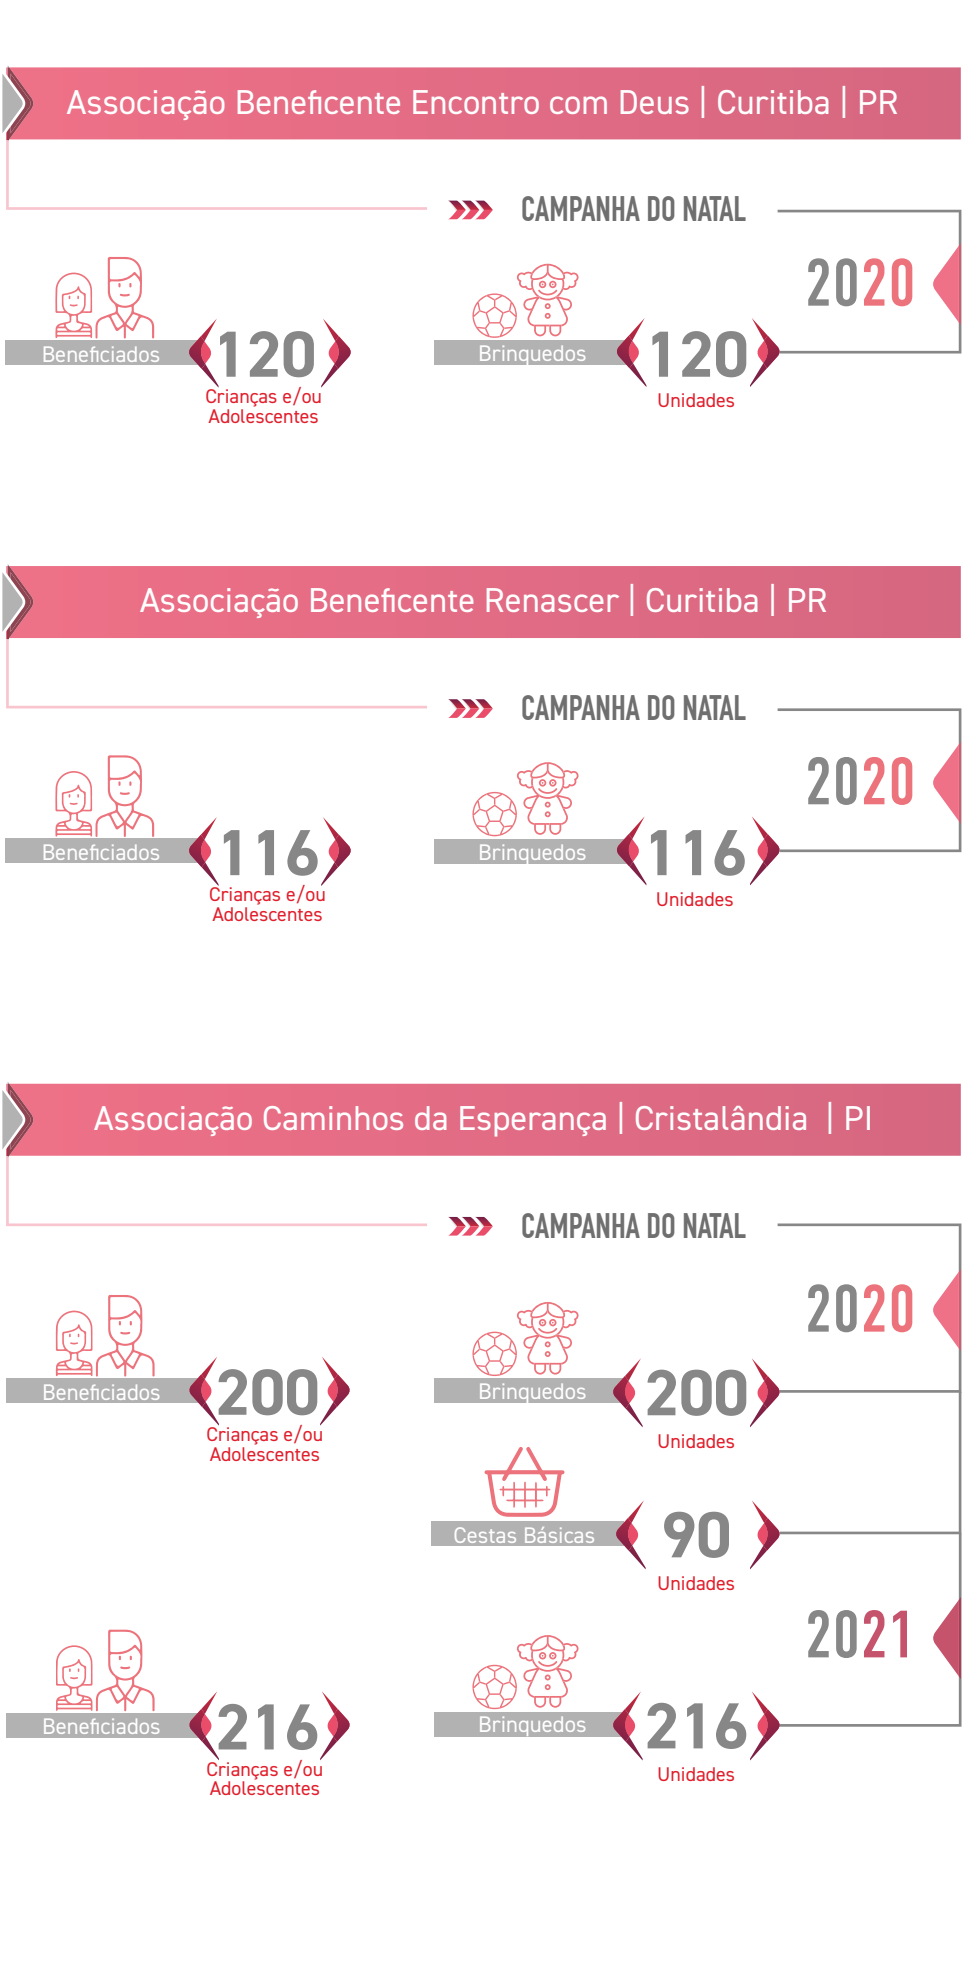 Associação Beneficente Encontro com Deus | Curitiba | PR
CAMPANHA DO NATAL
2020
Beneficiados
120
Crianças e/ou
Adolescentes
Brinquedos
120
Unidades
Associação Beneficente Renascer | Curitiba | PR
CAMPANHA DO NATAL
2020
Beneficiados
116
Crianças e/ou
Adolescentes
Brinquedos
116
Unidades
Associação Caminhos da Esperança | Cristalândia | PI
CAMPANHA DO NATAL
2020
Beneficiados
200
Crianças e/ou
Adolescentes
Brinquedos
200
Unidades
Cestas Básicas
90
Unidades
2021
Beneficiados
216
Crianças e/ou
Adolescentes
Brinquedos
216
Unidades